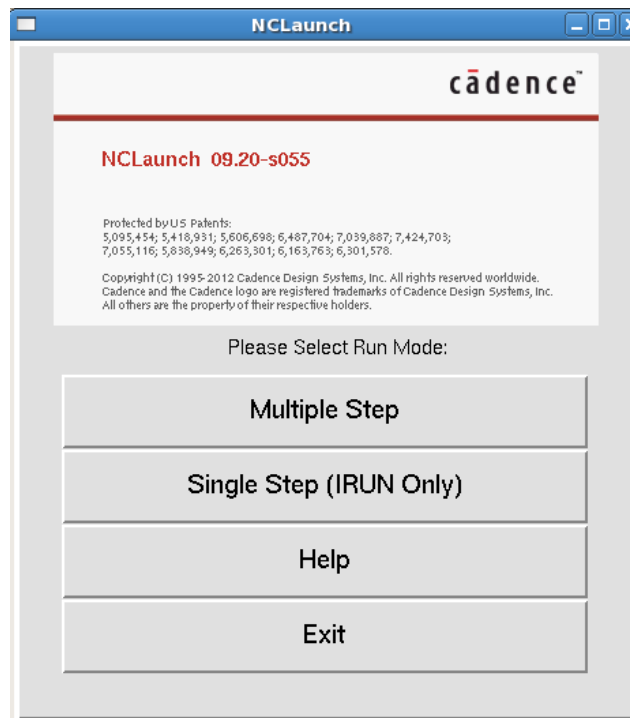 NCLaunch
cādence™
NCLaunch 09.20-s055
Protected by US Patents:
5,095,454; 5,418,931; 5,606,698; 6,487,704; 7,039,887; 7,424,703;
7,055,116; 5,838,949; 6,263,301; 6,163,763; 6,301,578.
Copyright (C) 1995-2012 Cadence Design Systems, Inc. All rights reserved worldwide.
Cadence and the Cadence logo are registered trademarks of Cadence Design Systems, Inc.
All others are the property of their respective holders.
Please Select Run Mode:
Multiple Step
Single Step (IRUN Only)
Help
Exit